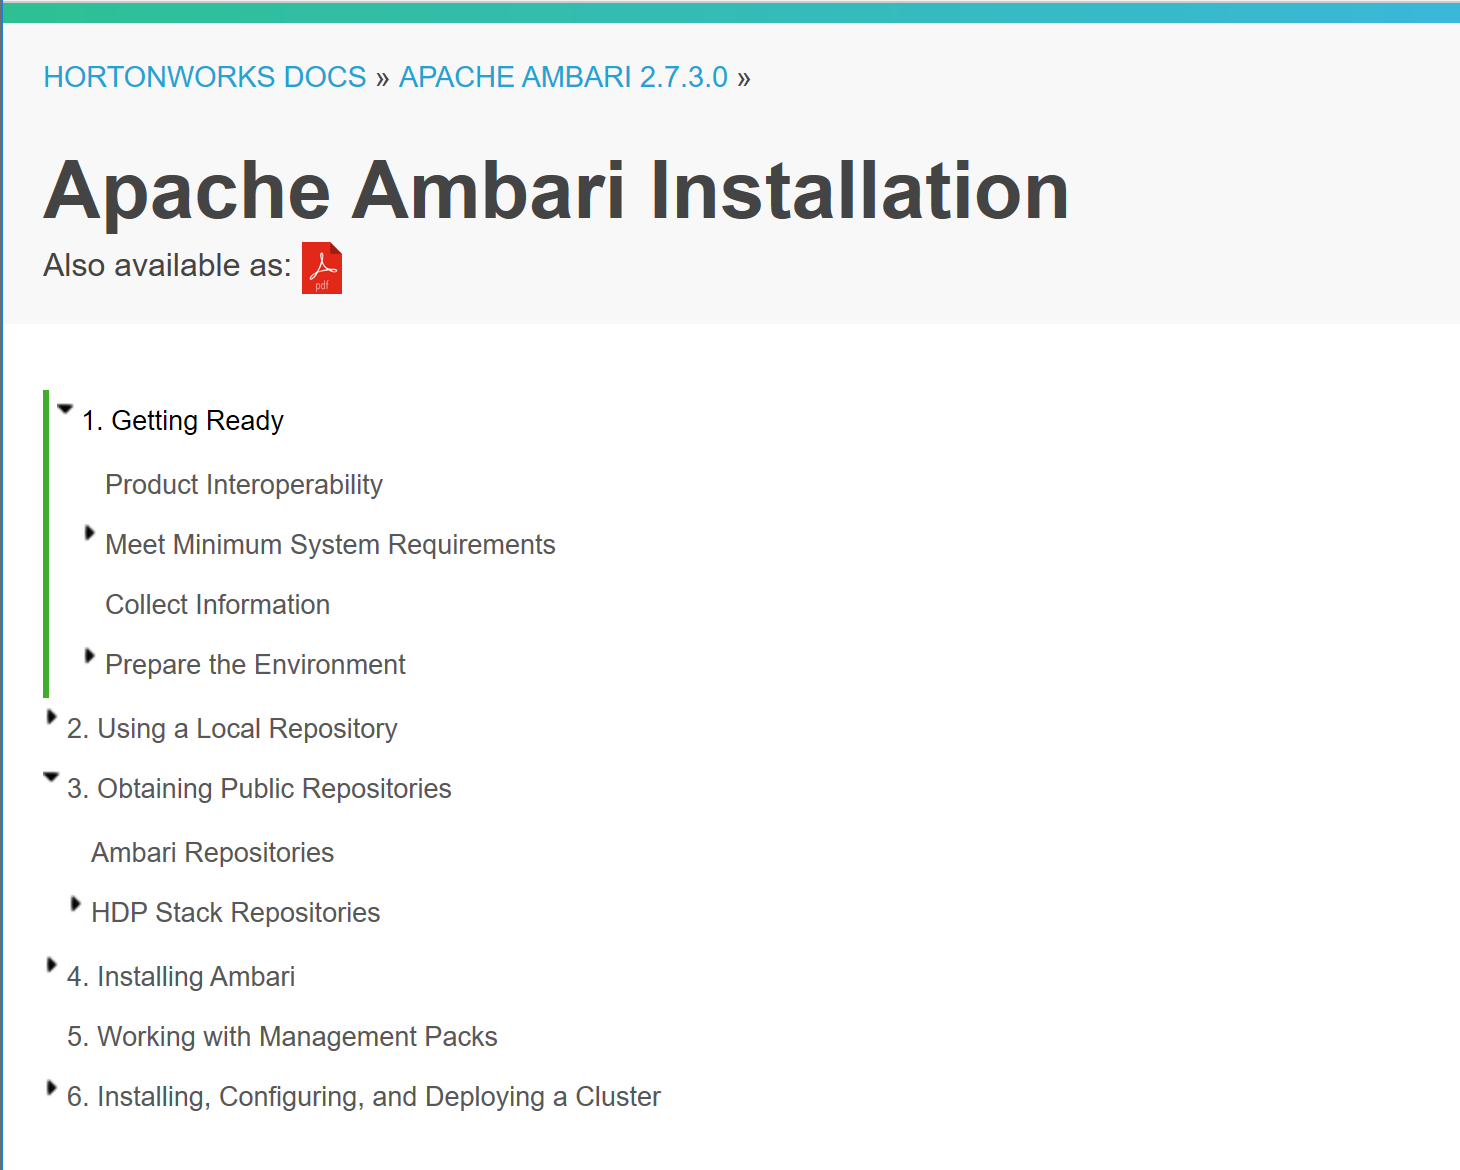 HORTONWORKS DOCS » APACHE AMBARI 2.7.3.0 »
Apache Ambari Installation
Also available as:
pdf
1. Getting Ready
Product Interoperability
Meet Minimum System Requirements
Collect Information
Prepare the Environment
2. Using a Local Repository
3. Obtaining Public Repositories
Ambari Repositories
HDP Stack Repositories
4. Installing Ambari
5. Working with Management Packs
6. Installing, Configuring, and Deploying a Cluster